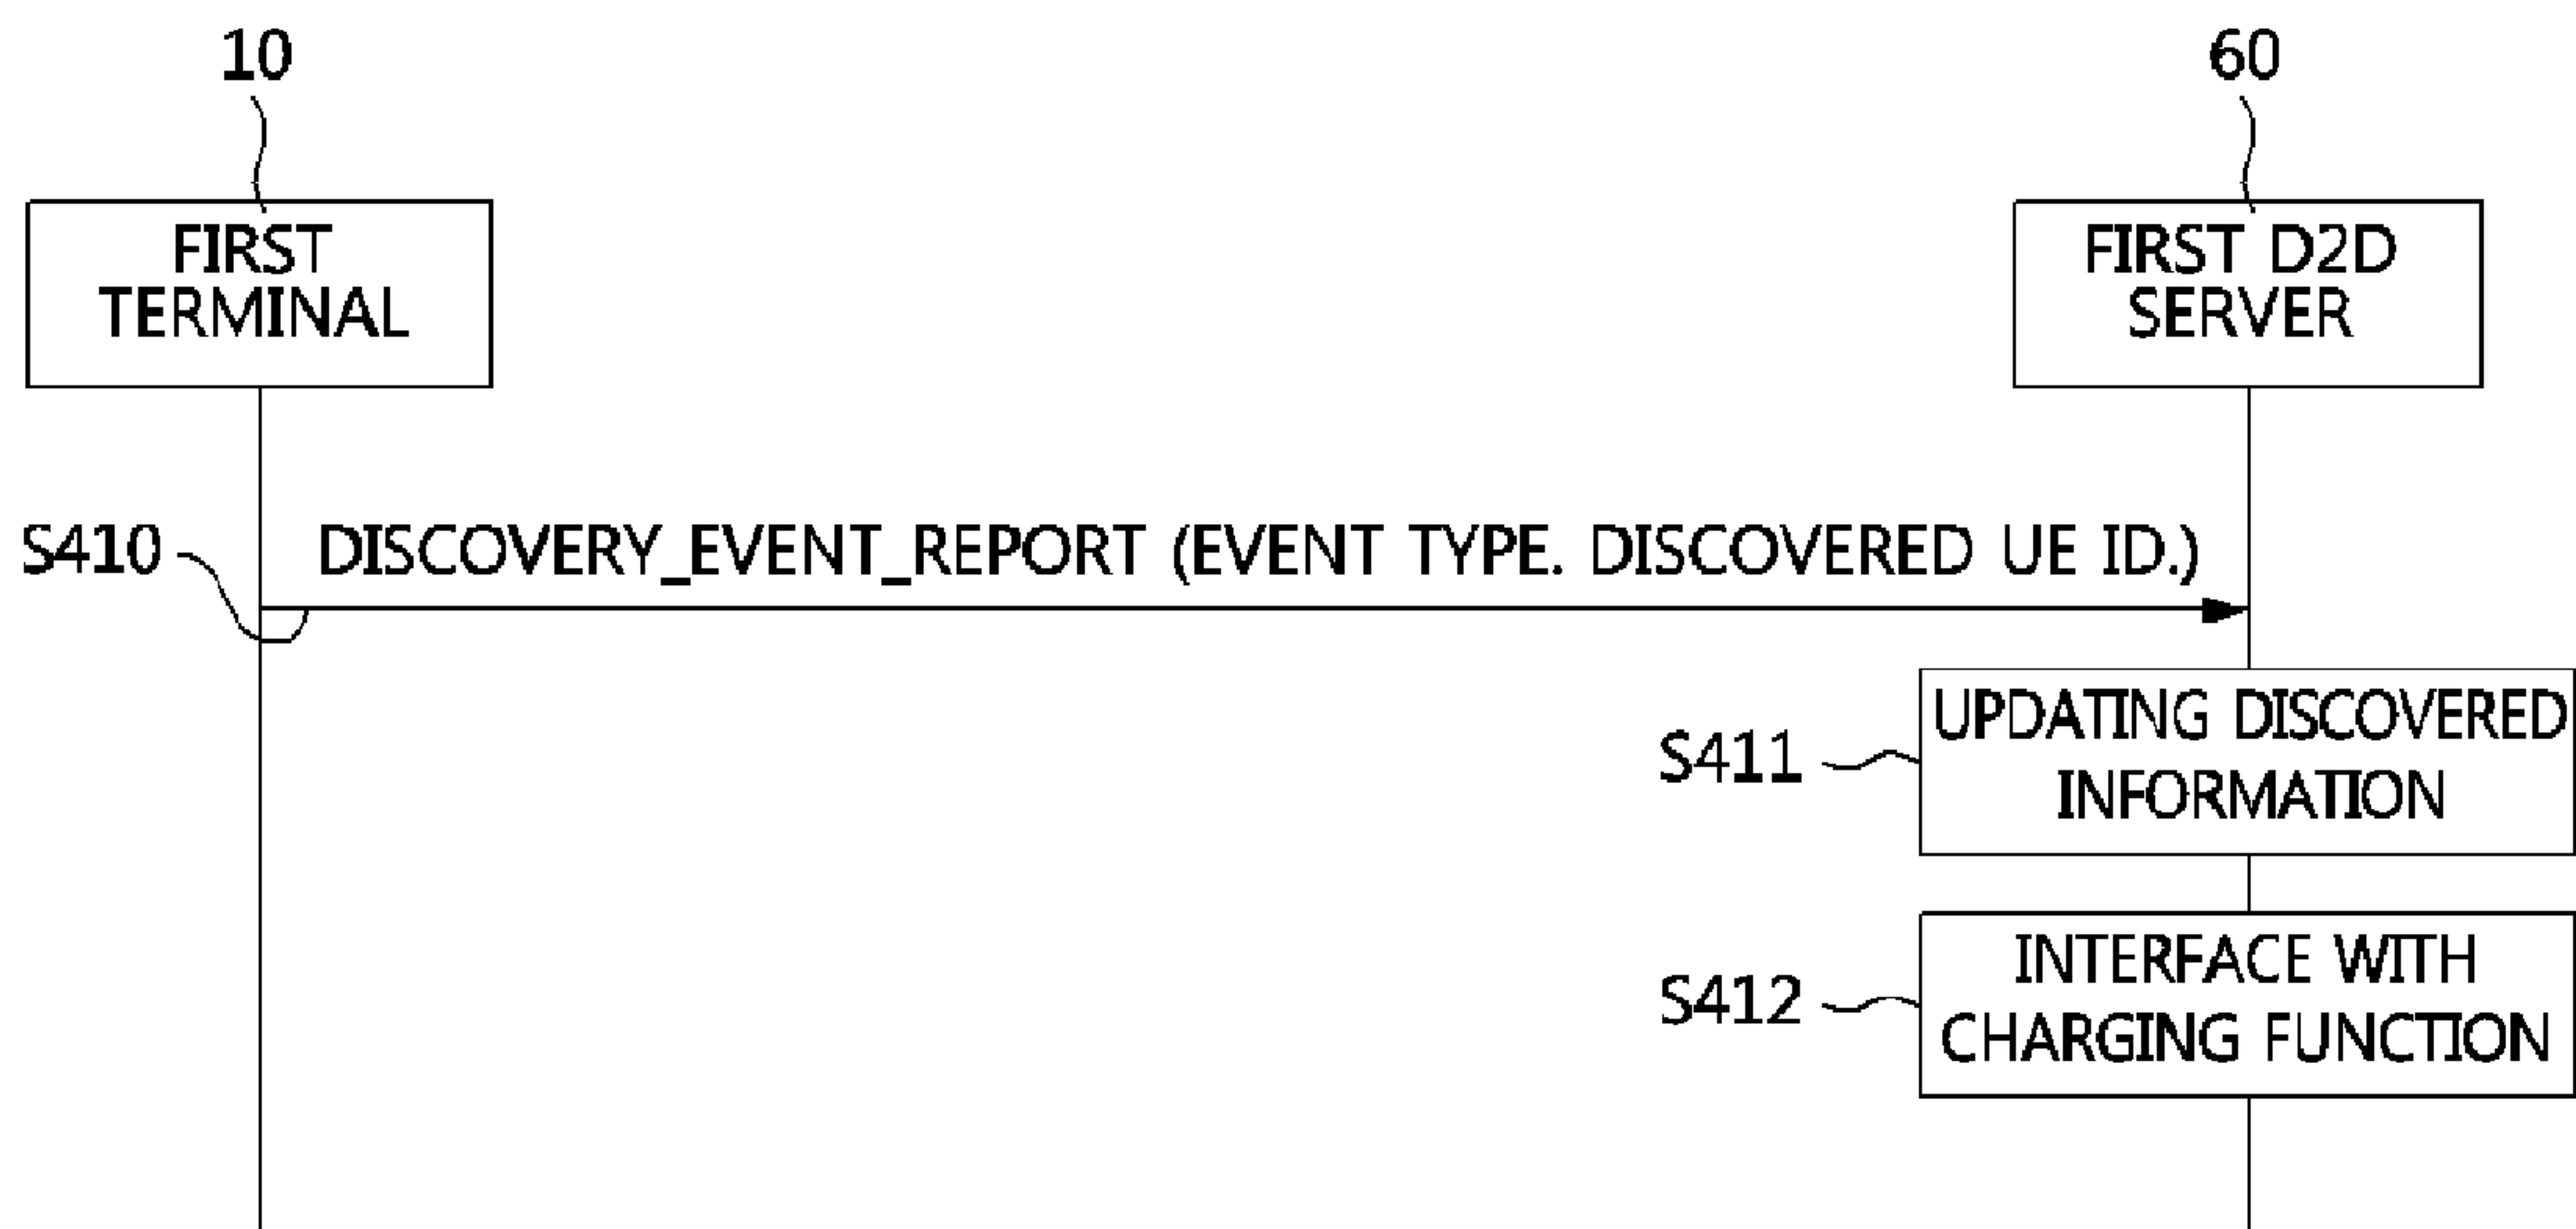 10
60
FIRST
TERMINAL
FIRST D2D
SERVER
S410
DISCOVERY_EVENT_REPORT (EVENT TYPE. DISCOVERED UE ID.)
S411
UPDATING DISCOVERED
INFORMATION
S412
INTERFACE WITH
CHARGING FUNCTION